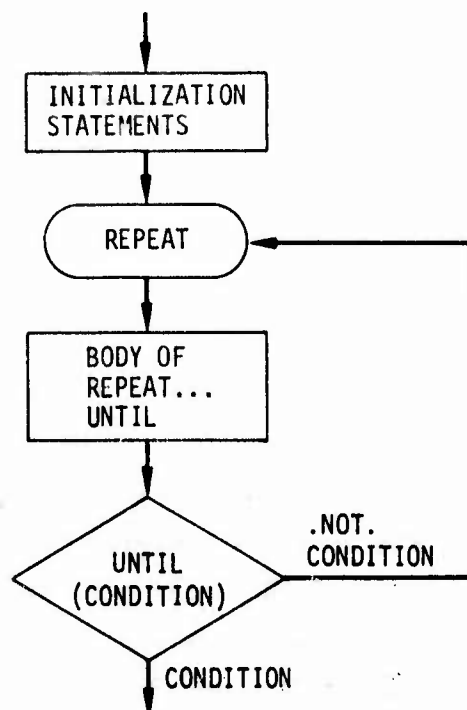 INITIALIZATION
STATEMENTS
REPEAT
BODY OF
REPEAT...
UNTIL
UNTIL
(CONDITION)
.NOT.
CONDITION
CONDITION